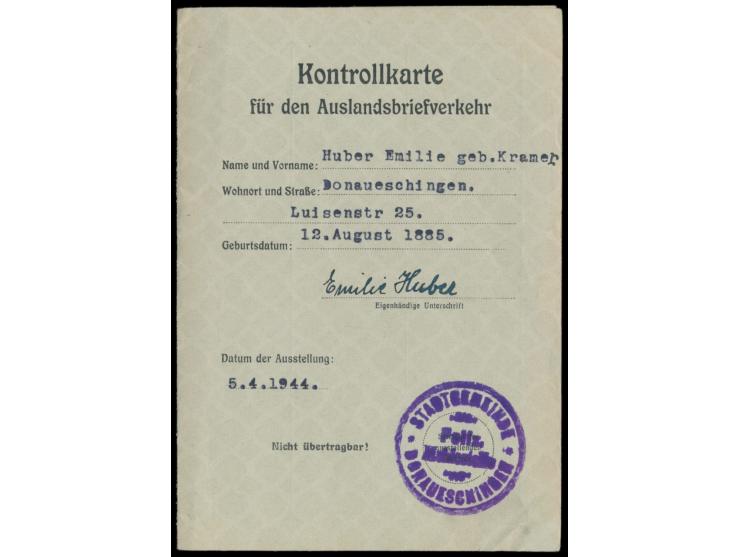 Kontrollkarte
für den Auslandsbriefverkehr
Name und Vorname: Huber Emilie geb.Kramer
Wohnort und Straße: Donaueschingen.
Luisenstr 25.
Geburtsdatum: 12.August 1885.
Emilie Huber
Eigenhändige Unterschrift
Datum der Ausstellung:
5.4.1944.
Nicht übertragbar!
STADTGEMEINDE
DONAUESCHINGEN